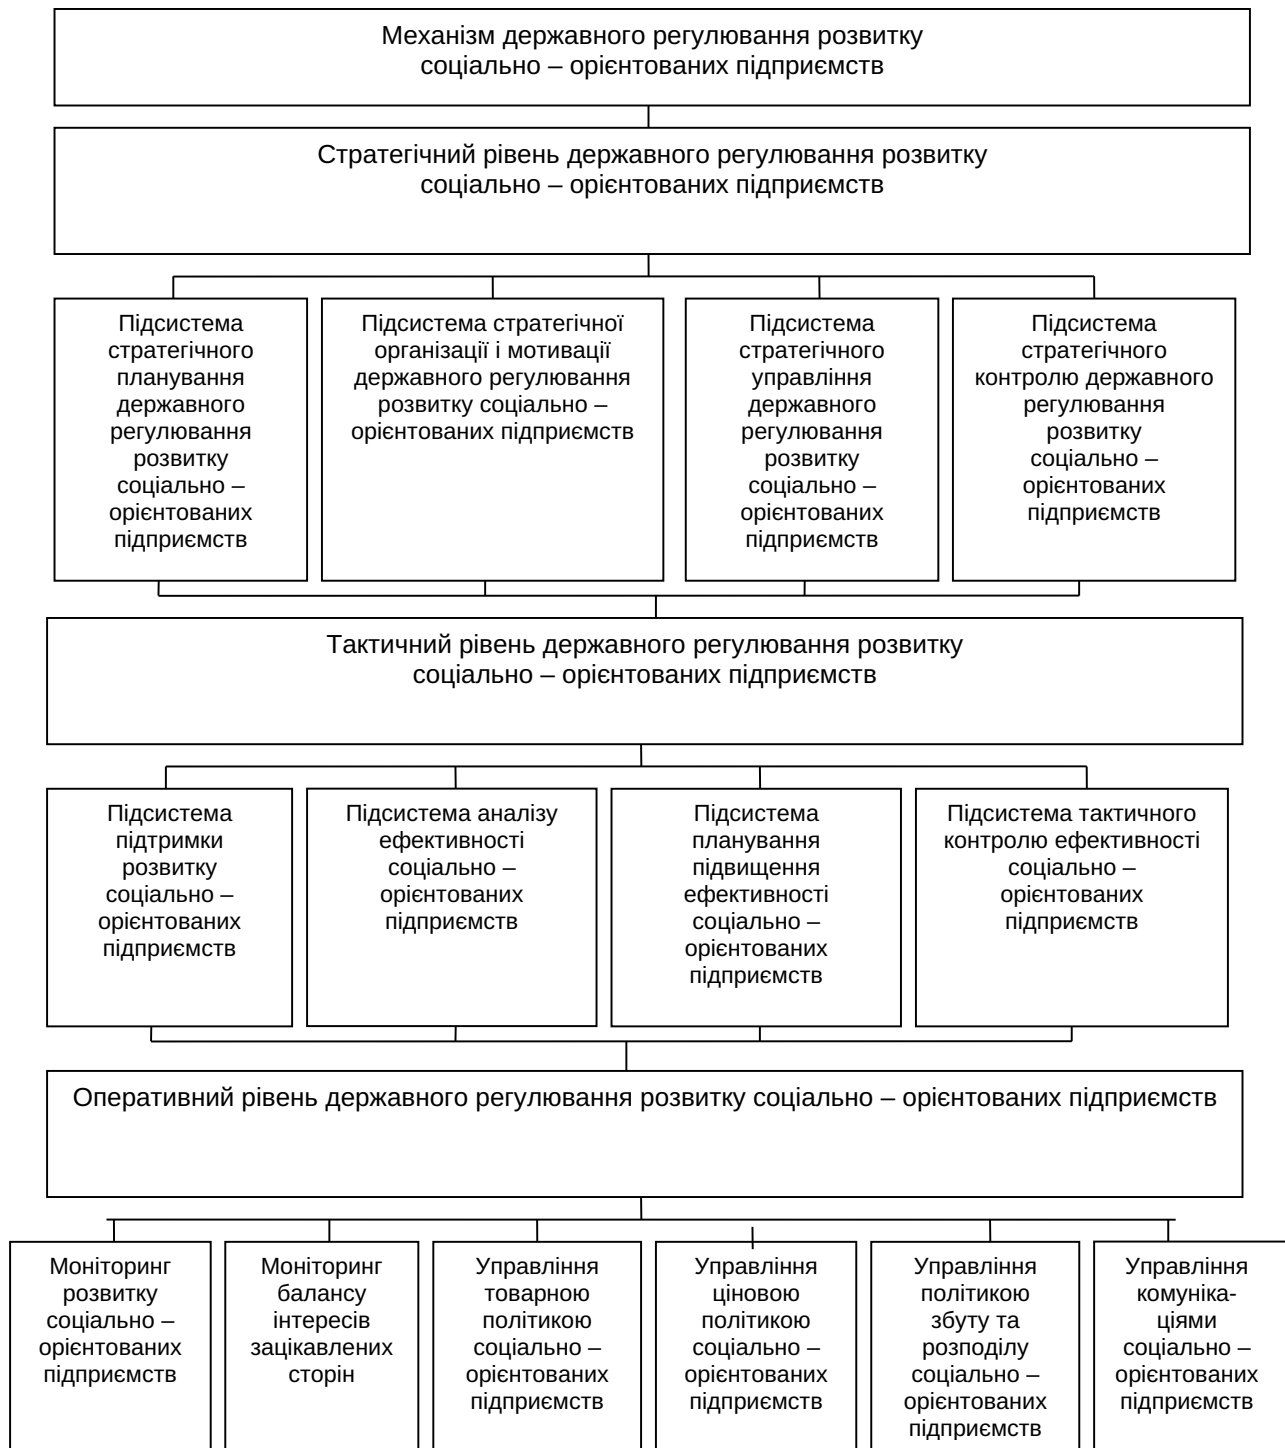 Механізм державного регулювання розвитку
соціально – орієнтованих підприємств
Стратегічний рівень державного регулювання розвитку
соціально – орієнтованих підприємств
Підсистема
стратегічного
планування
державного
регулювання
розвитку
соціально –
орієнтованих
підприємств
Підсистема стратегічної
організації і мотивації
державного регулювання
розвитку соціально –
орієнтованих підприємств
Підсистема
стратегічного
управління
державного
регулювання
розвитку
соціально –
орієнтованих
підприємств
Підсистема
стратегічного
контролю державного
регулювання
розвитку
соціально –
орієнтованих
підприємств
Тактичний рівень державного регулювання розвитку
соціально – орієнтованих підприємств
Підсистема
підтримки
розвитку
соціально –
орієнтованих
підприємств
Підсистема аналізу
ефективності
соціально –
орієнтованих
підприємств
Підсистема
планування
підвищення
ефективності
соціально –
орієнтованих
підприємств
Підсистема тактичного
контролю ефективності
соціально –
орієнтованих
підприємств
Оперативний рівень державного регулювання розвитку соціально – орієнтованих підприємств
Моніторинг
розвитку
соціально –
орієнтованих
підприємств
Моніторинг
балансу
інтересів
зацікавлених
сторін
Управління
товарною
політикою
соціально –
орієнтованих
підприємств
Управління
ціновою
політикою
соціально –
орієнтованих
підприємств
Управління
політикою
збуту та
розподілу
соціально –
орієнтованих
підприємств
Управління
комуніка-
ціями
соціально –
орієнтованих
підприємств